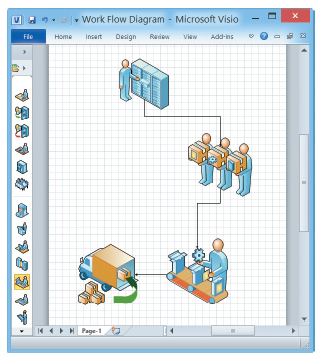 Work Flow Diagram - Microsoft Visio
File Home Insert Design Review View Add-Ins
Page-1